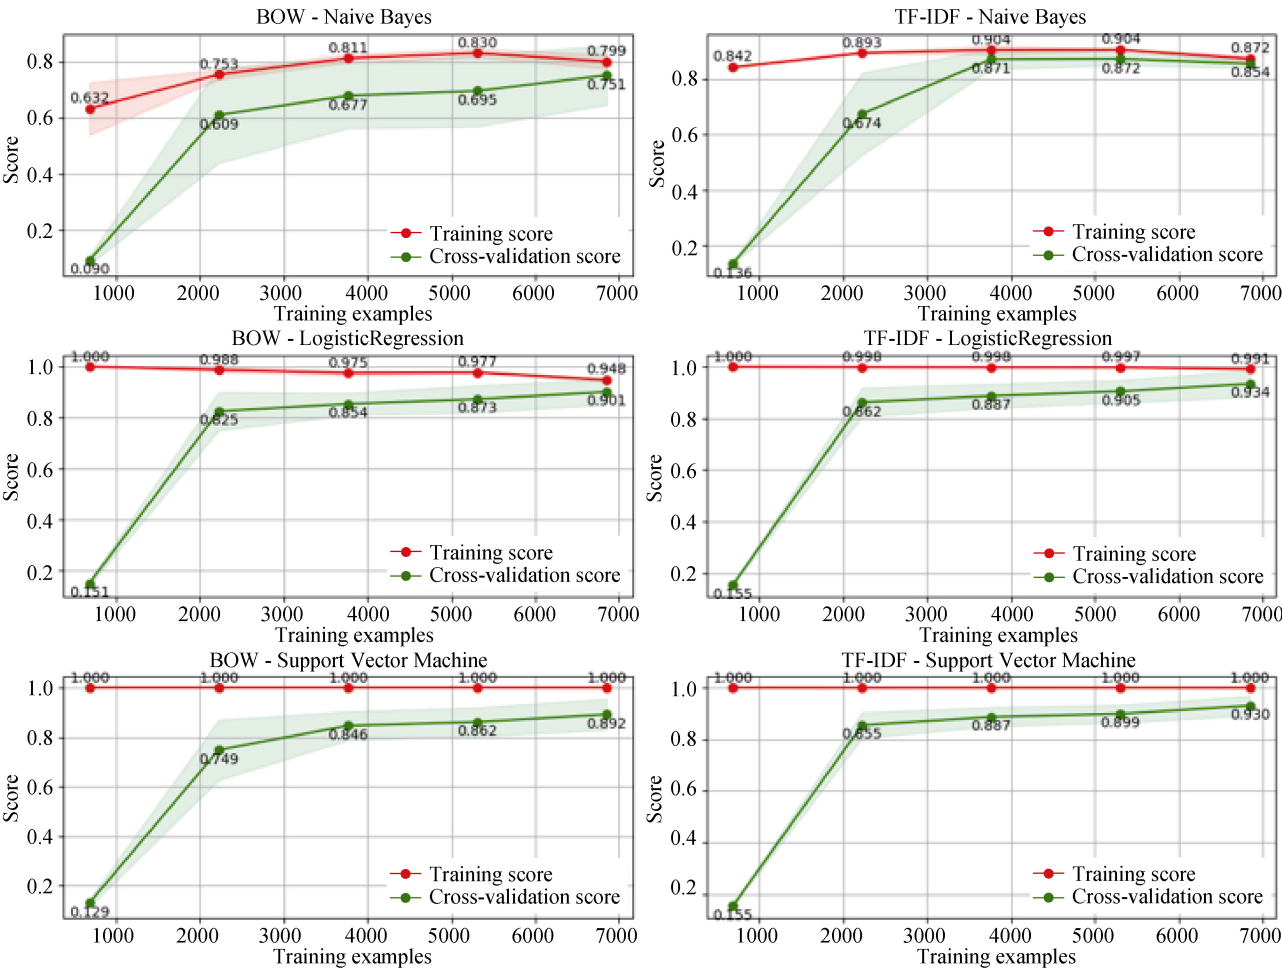 BOW - Naive Bayes
0.8
0.6
0.4
0.2
Score
0.632
0.753
0.811
0.830
0.799
0.090
0.609
0.677
0.695
0.751
Training score
Cross-validation score
1000 2000 3000 4000 5000 6000 7000
Training examples
TF-IDF - Naive Bayes
0.8
0.6
0.4
0.2
Score
0.842
0.893
0.904
0.904
0.872
0.136
0.674
0.871
0.872
0.854
Training score
Cross-validation score
1000 2000 3000 4000 5000 6000 7000
Training examples
BOW - LogisticRegression
1.0
0.8
0.6
0.4
0.2
Score
1.000
0.988
0.975
0.977
0.948
0.151
0.825
0.854
0.873
0.901
Training score
Cross-validation score
1000 2000 3000 4000 5000 6000 7000
Training examples
TF-IDF - LogisticRegression
1.0
0.8
0.6
0.4
0.2
Score
1.000
0.998
0.998
0.997
0.991
0.155
0.862
0.887
0.905
0.934
Training score
Cross-validation score
1000 2000 3000 4000 5000 6000 7000
Training examples
BOW - Support Vector Machine
1.0
0.8
0.6
0.4
0.2
Score
1.000
1.000
1.000
1.000
1.000
0.129
0.749
0.846
0.862
0.892
Training score
Cross-validation score
1000 2000 3000 4000 5000 6000 7000
Training examples
TF-IDF - Support Vector Machine
1.0
0.8
0.6
0.4
0.2
Score
1.000
1.000
1.000
1.000
1.000
0.155
0.855
0.887
0.899
0.930
Training score
Cross-validation score
1000 2000 3000 4000 5000 6000 7000
Training examples